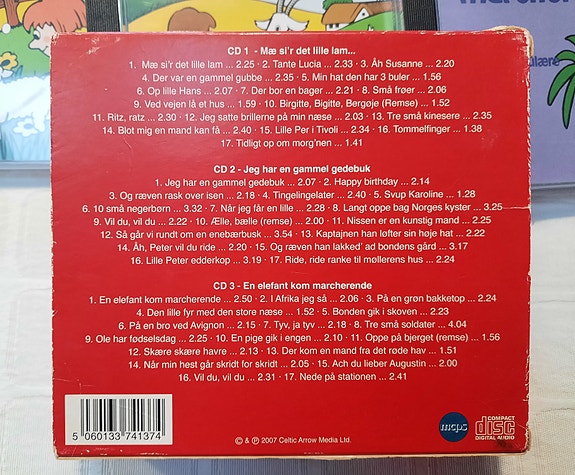 CD 1 - Mæ si'r det lille lam...
1. Mæ si'r det lille lam ... 2.25 · 2. Tante Lucia ... 2.33 · 3. Åh Susanne ... 2.20
4. Der var en gammel gubbe ... 2.35 · 5. Min hat den har 3 buler ... 1.56
6. Op lille Hans ... 2.07 · 7. Der bor en bager ... 2.21 · 8. Små frøer ... 2.06
9. Ved vejen lå et hus ... 1.59 · 10. Birgitte, Bigitte, Bergøje (Remse) ... 1.52
11. Ritz, ratz ... 2.30 · 12. Jeg satte brillerne på min næse ... 2.03 · 13. Tre små kinesere ... 2.35
14. Blot mig en mand kan få ... 2.40 · 15. Lille Per i Tivoli ... 2.34 · 16. Tommelfinger ... 1.38
17. Tidligt op om morg'nen ... 1.41
CD 2 - Jeg har en gammel gedebuk
1. Jeg har en gammel gedebuk ... 2.07 · 2. Happy birthday ... 2.14
3. Og ræven rask over isen ... 2.18 · 4. Tingelingelater ... 2.40 · 5. Svup Karoline ... 1.28
6. 10 små negerbørn ... 3.32 · 7. Når jeg får en lille ... 2.28 · 8. Langt oppe bag Norges kyster ... 3.25
9. Vil du, vil du ... 2.22 · 10. Ælle, bælle (remse) ... 2.00 · 11. Nissen er en kunstig mand ... 2.25
12. Så går vi rundt om en enebærbusk ... 3.54 · 13. Kaptajnen han løfter sin høje hat ... 2.22
14. Åh, Peter vil du ride ... 2.20 · 15. Og ræven han lakked' ad bondens gård ... 3.17
16. Lille Peter edderkop ... 3.19 · 17. Ride, ride ranke til møllerens hus ... 2.24
CD 3 - En elefant kom marcherende
1. En elefant kom marcherende ... 2.50 · 2. I Afrika jeg så ... 2.06 · 3. På en grøn bakketop ... 2.24
4. Den lille fyr med den store næse ... 1.52 · 5. Bonden gik i skoven ... 2.23
6. På en bro ved Avignon ... 2.15 · 7. Tyv, ja tyv ... 2.18 · 8. Tre små soldater ... 4.04
9. Ole har fødselsdag ... 2.25 · 10. En pige gik i engen ... 2.10 · 11. Oppe på bjerget (remse) ... 1.56
12. Skære skære havre ... 2.13 · 13. Der kom en mand fra det røde hav ... 1.51
14. Når min hest går skridt for skridt ... 2.05 · 15. Ach du lieber Augustin ... 2.00
16. Vil du, vil du ... 2.31 · 17. Nede på stationen ... 2.41
5 060133 741374
© & ℗ 2007 Celtic Arrow Media Ltd.
mcps
COMPACT
disc
DIGITAL AUDIO